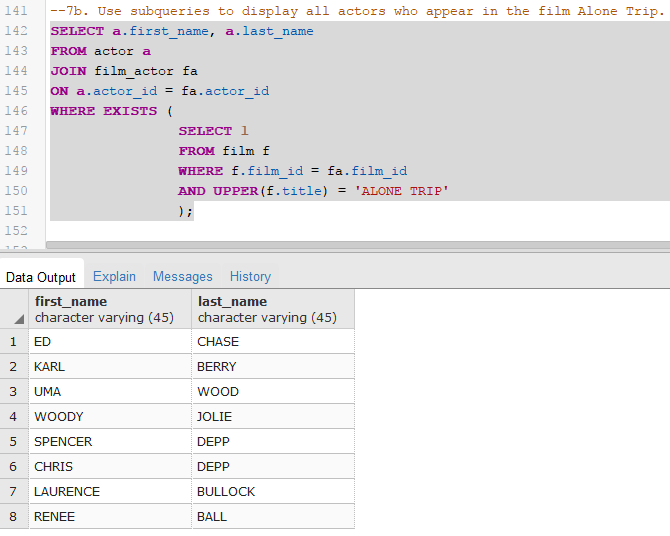 141 --7b. Use subqueries to display all actors who appear in the film Alone Trip.
142 SELECT a.first_name, a.last_name
143 FROM actor a
144 JOIN film_actor fa
145 ON a.actor_id = fa.actor_id
146 WHERE EXISTS (
147 SELECT 1
148 FROM film f
149 WHERE f.film_id = fa.film_id
150 AND UPPER(f.title) = 'ALONE TRIP'
151 );
152
Data Output Explain Messages History
first_name last_name
character varying (45) character varying (45)
1 ED CHASE
2 KARL BERRY
3 UMA WOOD
4 WOODY JOLIE
5 SPENCER DEPP
6 CHRIS DEPP
7 LAURENCE BULLOCK
8 RENEE BALL